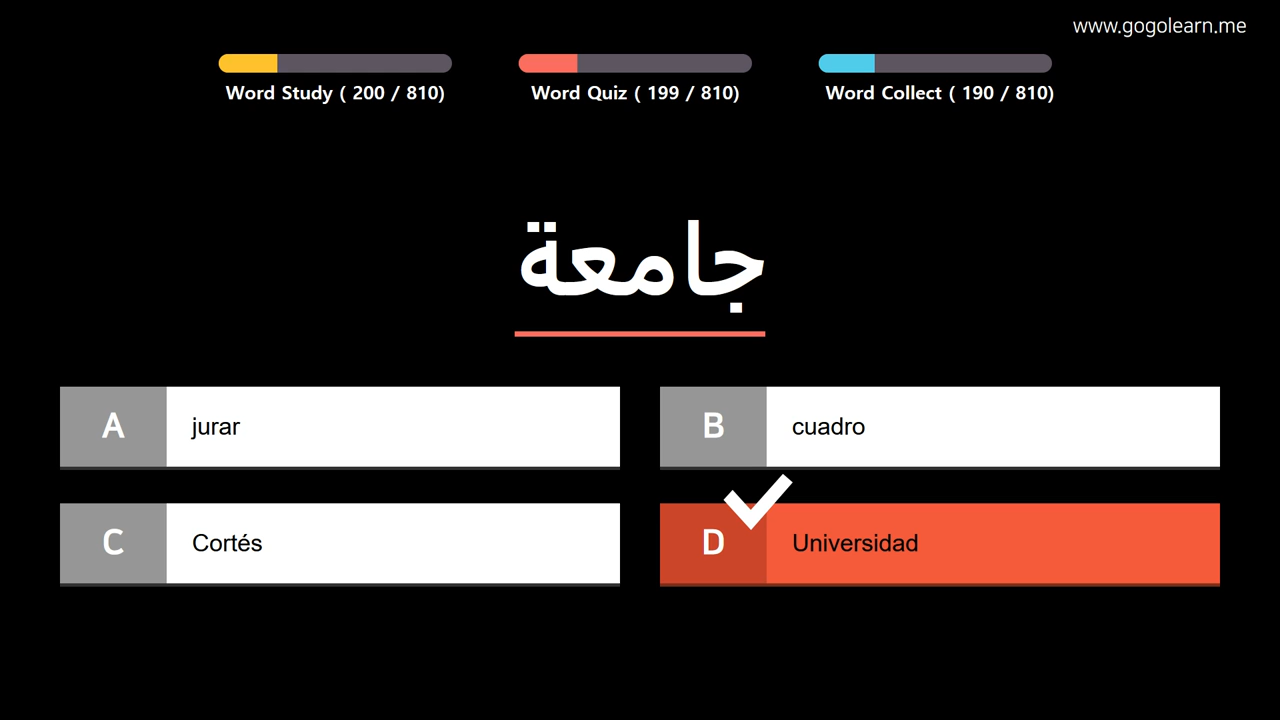 www.gogolearn.me
Word Study ( 200 / 810)
Word Quiz ( 199 / 810)
Word Collect ( 190 / 810)
جامعة
A jurar
B cuadro
C Cortés
D Universidad